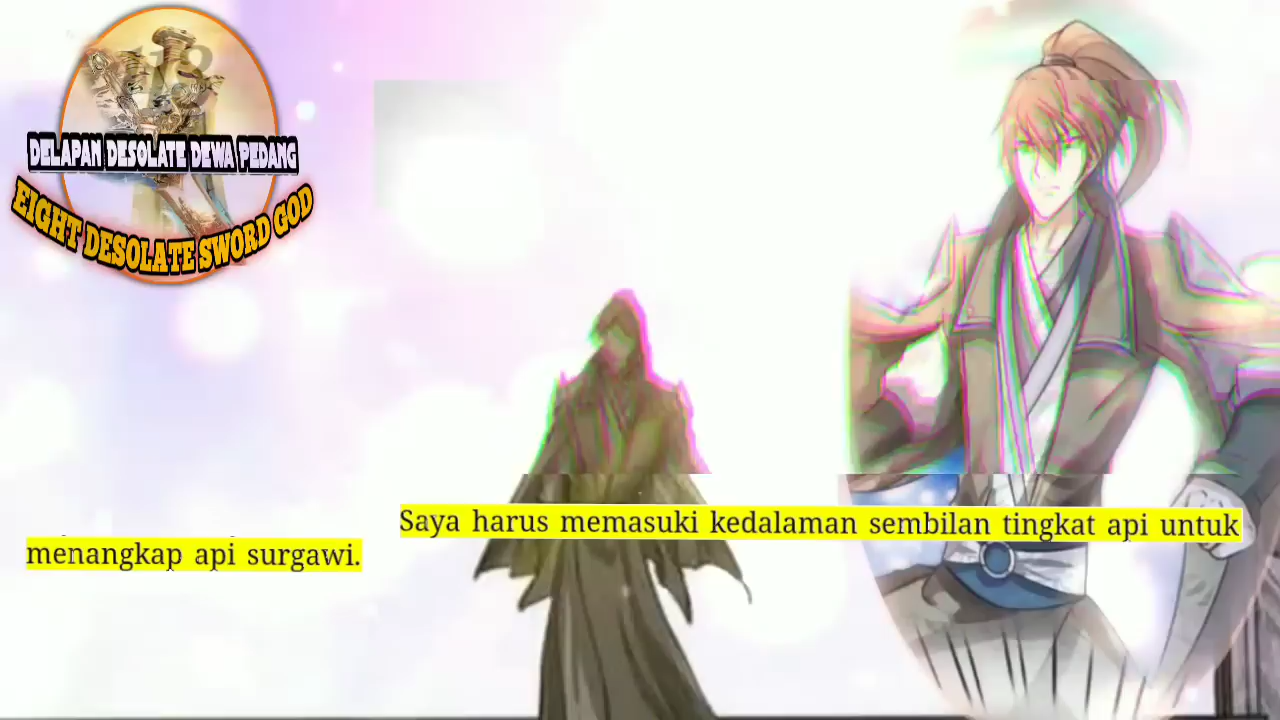 118
DELAPAN DESOLATE DEWA PEDANG
EIGHT DESOLATE SWORD GOD
Saya harus memasuki kedalaman sembilan tingkat api untuk
menangkap api surgawi.